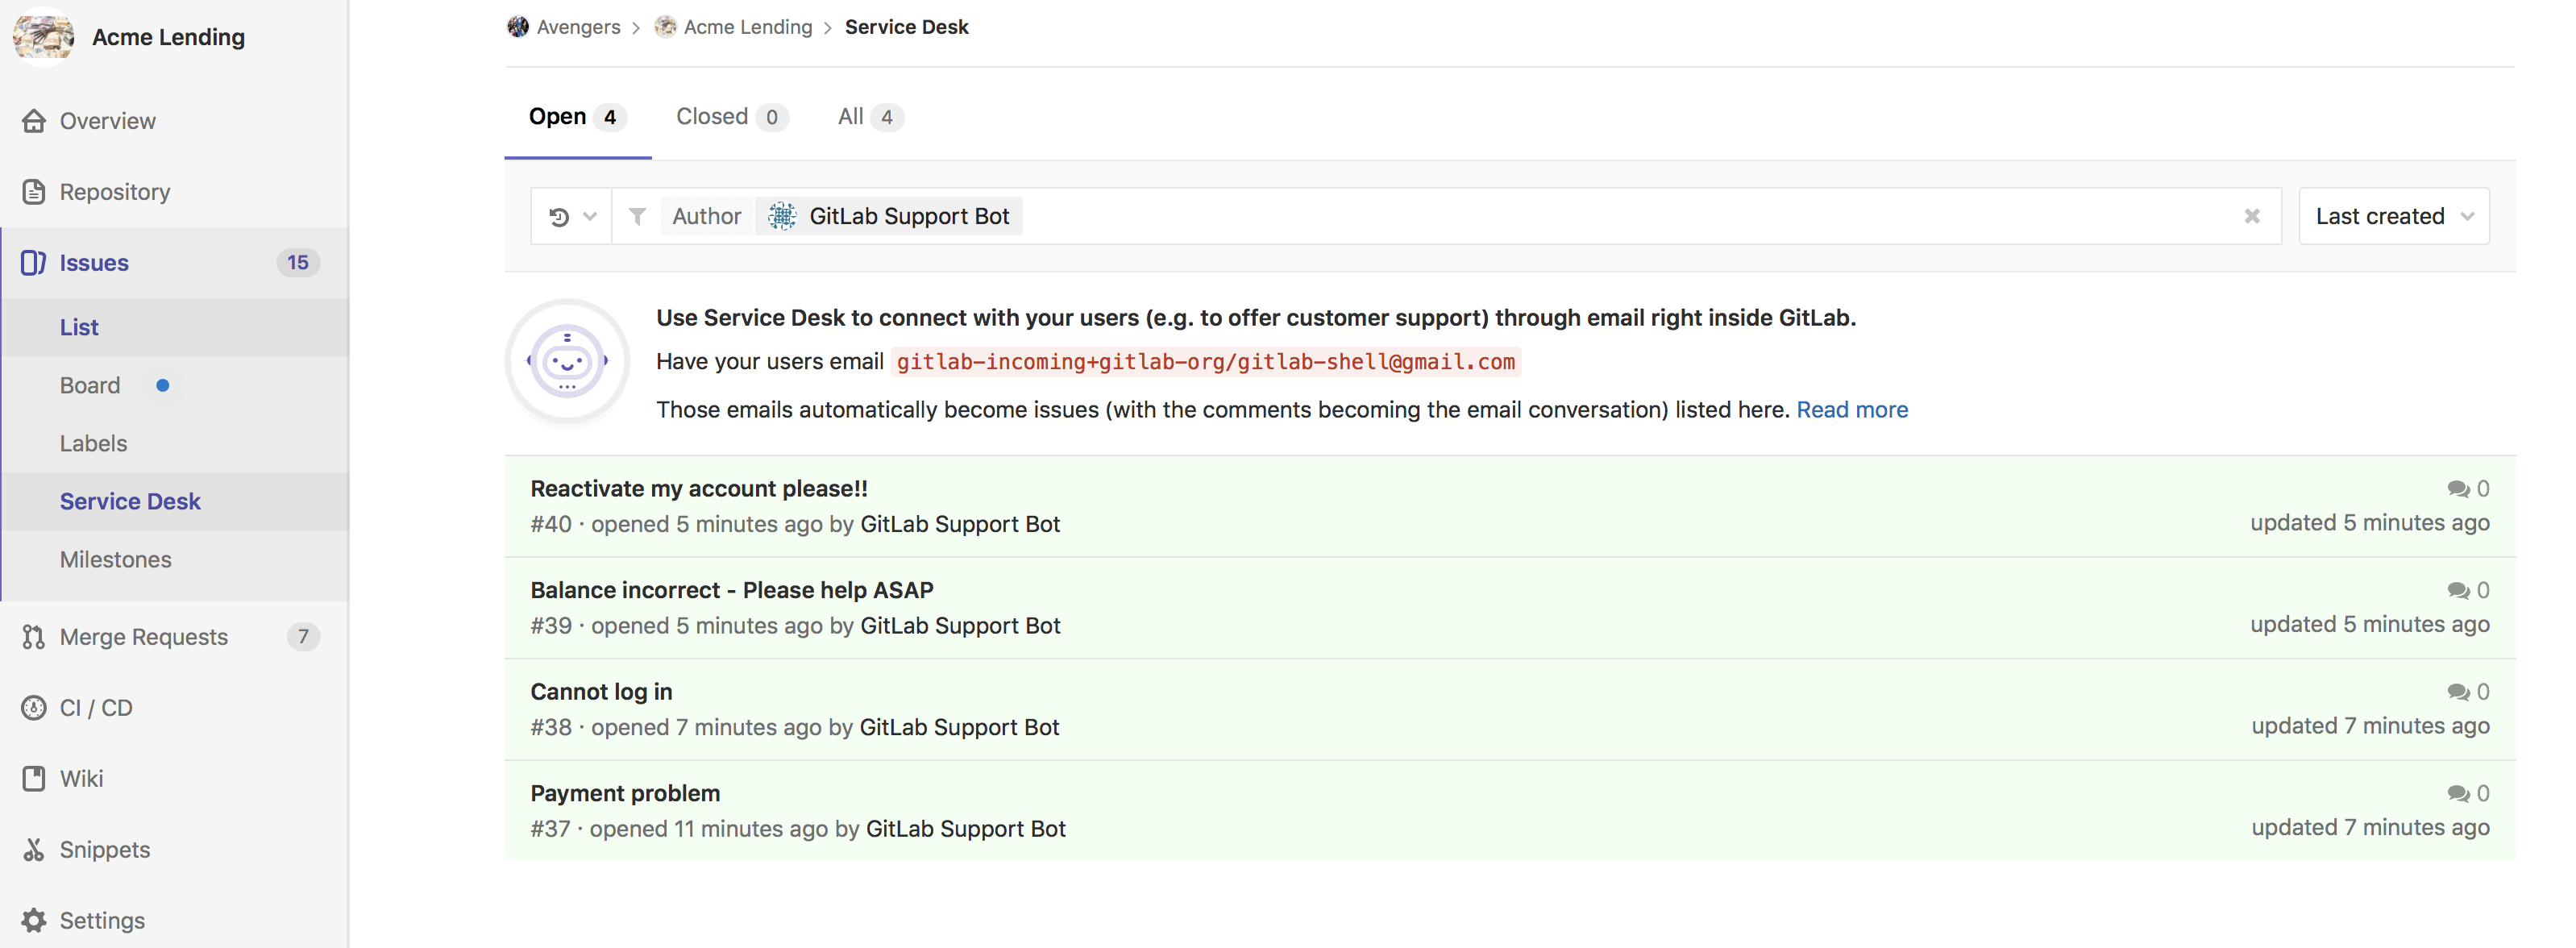 Acme Lending
Overview
Repository
Issues 15
List
Board
Labels
Service Desk
Milestones
Merge Requests 7
CI / CD
Wiki
Snippets
Settings
Avengers > Acme Lending > Service Desk
Open 4 Closed 0 All 4
Author GitLab Support Bot
Last created
Use Service Desk to connect with your users (e.g. to offer customer support) through email right inside GitLab.
Have your users email gitlab-incoming+gitlab-org/gitlab-shell@gmail.com
Those emails automatically become issues (with the comments becoming the email conversation) listed here. Read more
Reactivate my account please!! 0
#40 · opened 5 minutes ago by GitLab Support Bot updated 5 minutes ago
Balance incorrect - Please help ASAP 0
#39 · opened 5 minutes ago by GitLab Support Bot updated 5 minutes ago
Cannot log in 0
#38 · opened 7 minutes ago by GitLab Support Bot updated 7 minutes ago
Payment problem 0
#37 · opened 11 minutes ago by GitLab Support Bot updated 7 minutes ago